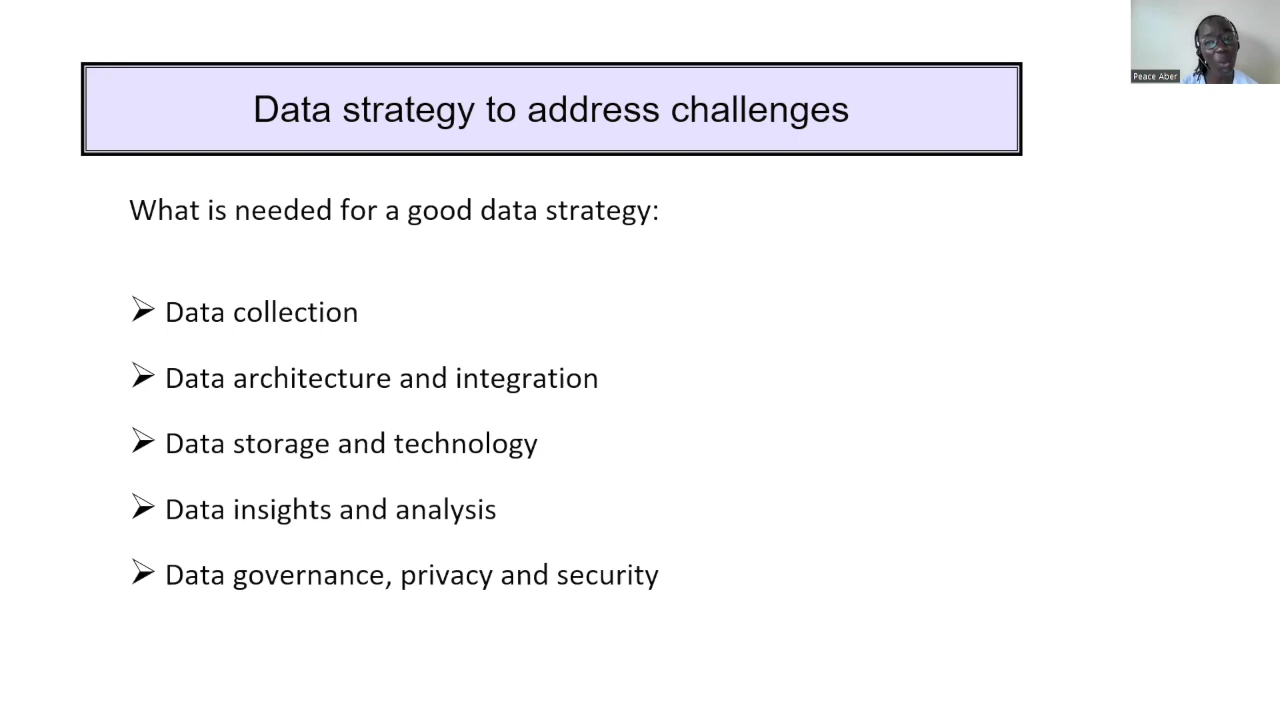 Peace Aber
Data strategy to address challenges
What is needed for a good data strategy:
Data collection
Data architecture and integration
Data storage and technology
Data insights and analysis
Data governance, privacy and security